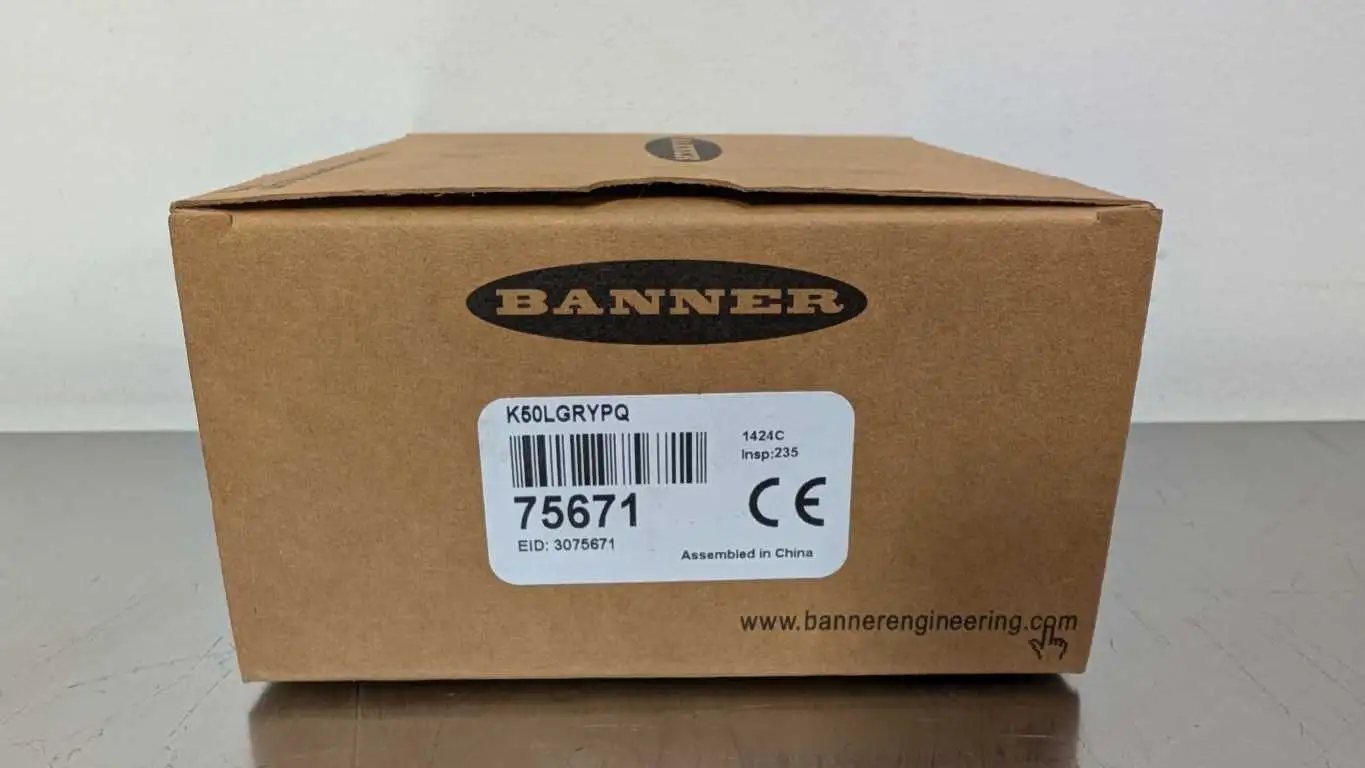 BANNER
K50LGRYPQ
1424C
Insp:235
75671
EID: 3075671
CE
Assembled in China
www.bannerengineering.com